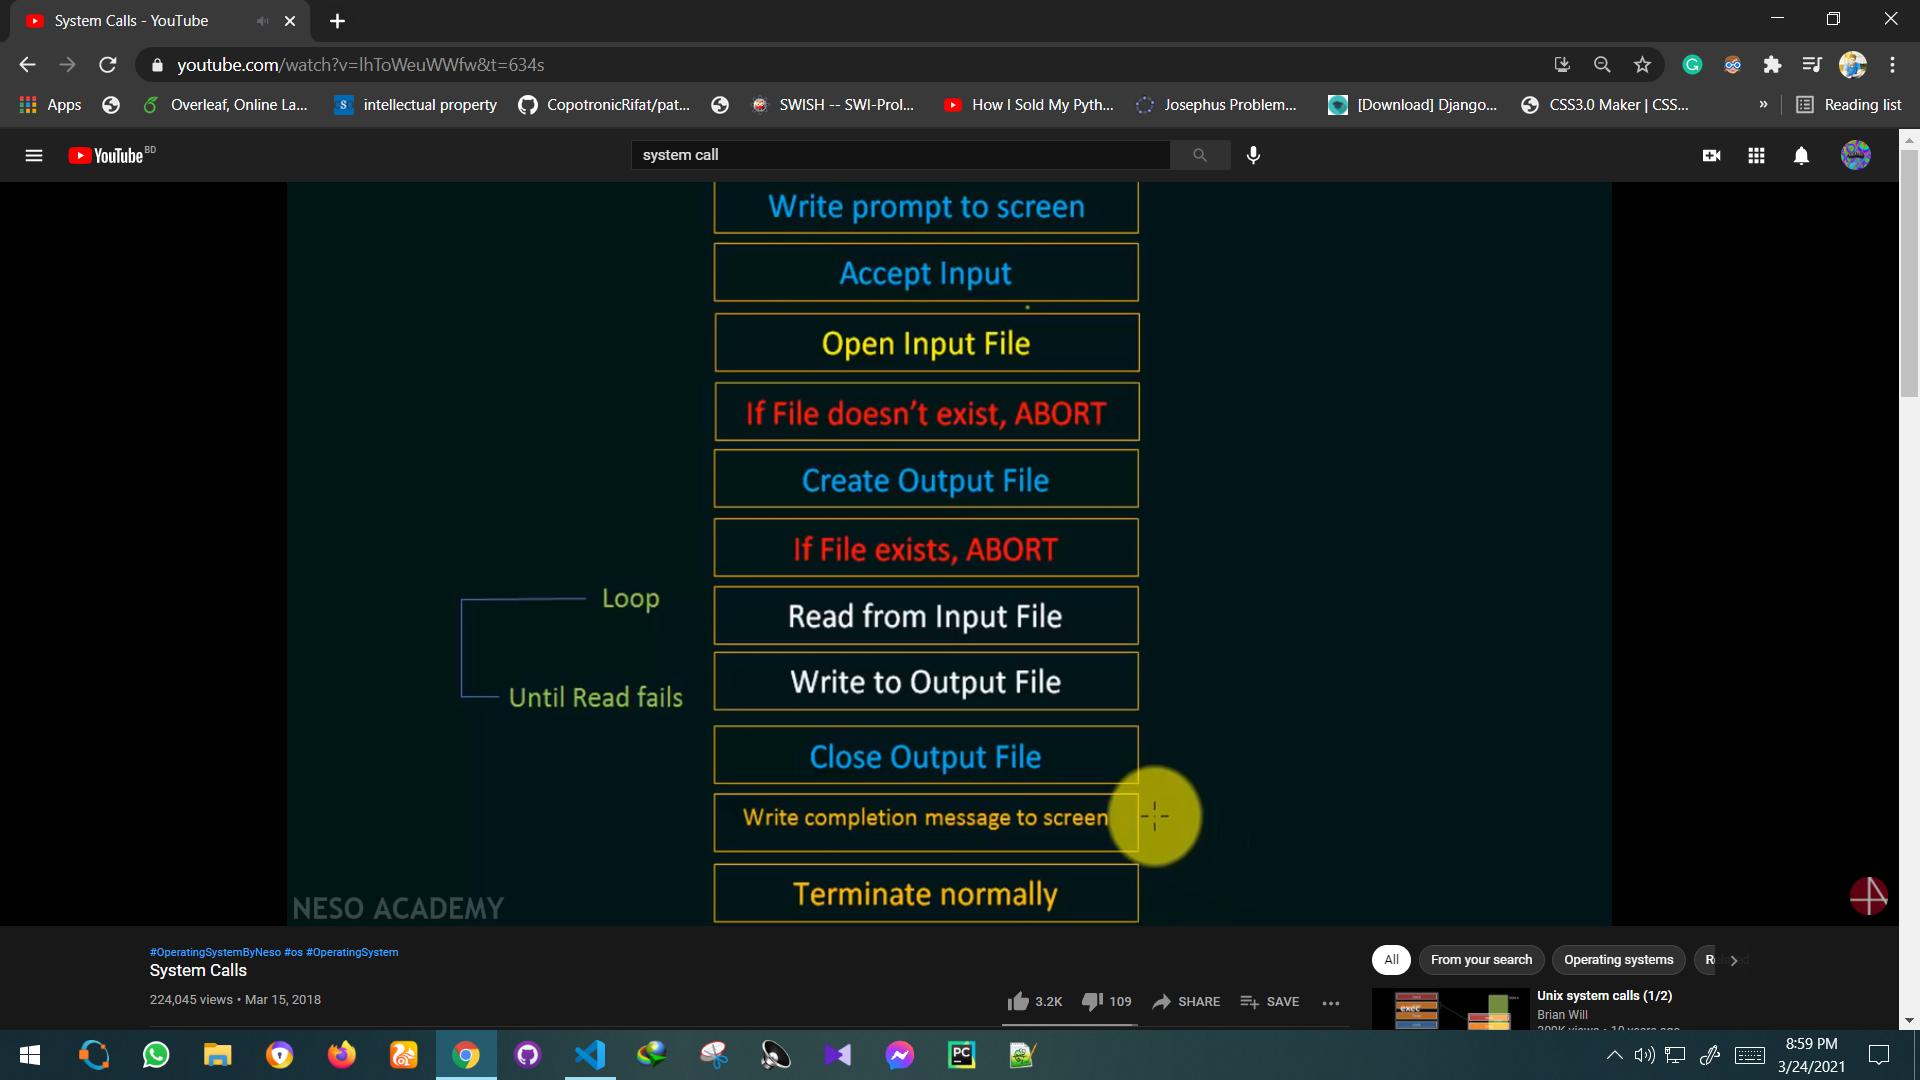 System Calls - YouTube
youtube.com/watch?v=lhToWeuWWfw&t=634s
Apps
Overleaf, Online La...
intellectual property
CopotronicRifat/pat...
SWISH -- SWI-Prol...
How I Sold My Pyth...
Josephus Problem...
[Download] Django...
CSS3.0 Maker | CSS...
»
Reading list
YouTube BD
system call
Write prompt to screen
Accept Input
Open Input File
If File doesn't exist, ABORT
Create Output File
If File exists, ABORT
Loop
Read from Input File
Write to Output File
Until Read fails
Close Output File
Write completion message to screen
Terminate normally
NESO ACADEMY
#OperatingSystemByNeso #os #OperatingSystem
System Calls
224,045 views • Mar 15, 2018
3.2K
109
SHARE
SAVE
All
From your search
Operating systems
Unix system calls (1/2)
Brian Will
8:59 PM
3/24/2021